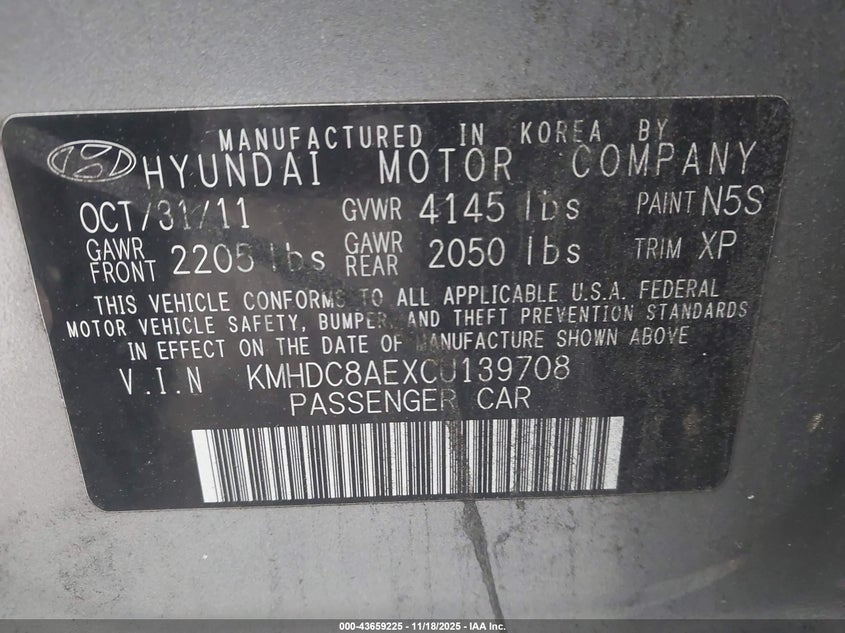 MANUFACTURED IN KOREA BY
HYUNDAI MOTOR COMPANY
OCT/31/11 GVWR 4145 lbs PAINT N5S
GAWR FRONT 2205 lbs GAWR REAR 2050 lbs TRIM XP
THIS VEHICLE CONFORMS TO ALL APPLICABLE U.S.A. FEDERAL
MOTOR VEHICLE SAFETY, BUMPER, AND THEFT PREVENTION STANDARDS
IN EFFECT ON THE DATE OF MANUFACTURE SHOWN ABOVE
V.I.N KMHDC8AEXCU139708
PASSENGER CAR
000-43659225 - 11/18/2025 - IAA Inc.